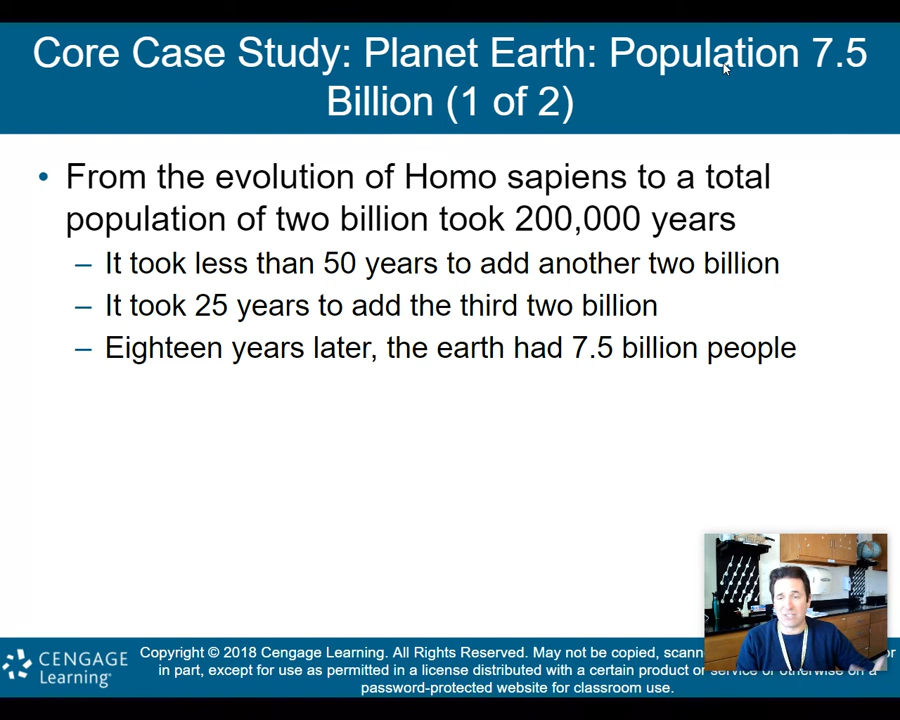 Core Case Study: Planet Earth: Population 7.5
Billion (1 of 2)
• From the evolution of Homo sapiens to a total
population of two billion took 200,000 years
– It took less than 50 years to add another two billion
– It took 25 years to add the third two billion
– Eighteen years later, the earth had 7.5 billion people
CENGAGE
Learning
Copyright © 2018 Cengage Learning. All Rights Reserved. May not be copied, or
in part, except for use as permitted in a license distributed with a certain product or service or otherwise on a
password-protected website for classroom use.